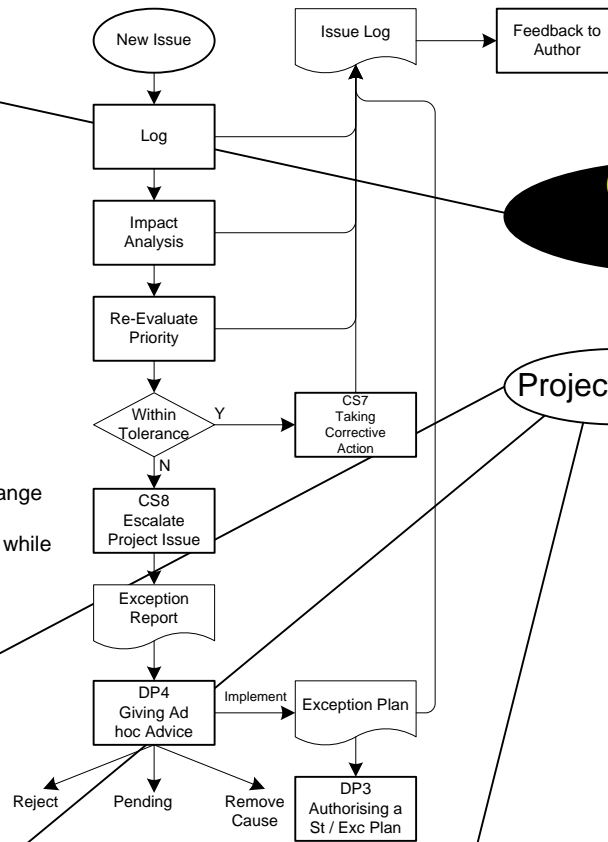 New Issue
Issue Log
Feedback to
Author
Log
Impact
Analysis
Re-Evaluate
Priority
Within
Tolerance
Y
N
CS7
Taking
Corrective
Action
CS8
Escalate
Project Issue
while
Exception
Report
DP4
Giving Ad
hoc Advice
Implement
Exception Plan
Reject
Pending
Remove
Cause
DP3
Authorising a
St / Exc Plan